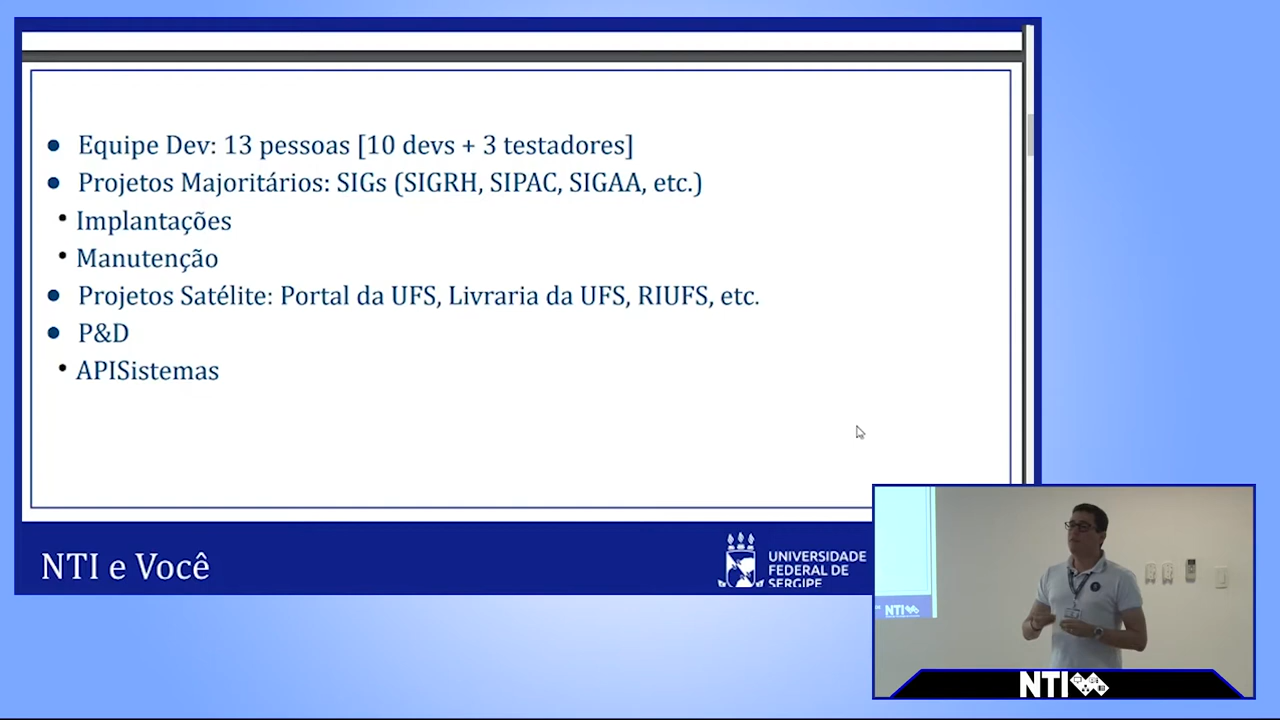 ● Equipe Dev: 13 pessoas [10 devs + 3 testadores]
● Projetos Majoritários: SIGs (SIGRH, SIPAC, SIGAA, etc.)
• Implantações
• Manutenção
● Projetos Satélite: Portal da UFS, Livraria da UFS, RIUFS, etc.
● P&D
• APISistemas
NTI e Você
UNIVERSIDADE
FEDERAL DE
SERGIPE
NTI
NTI